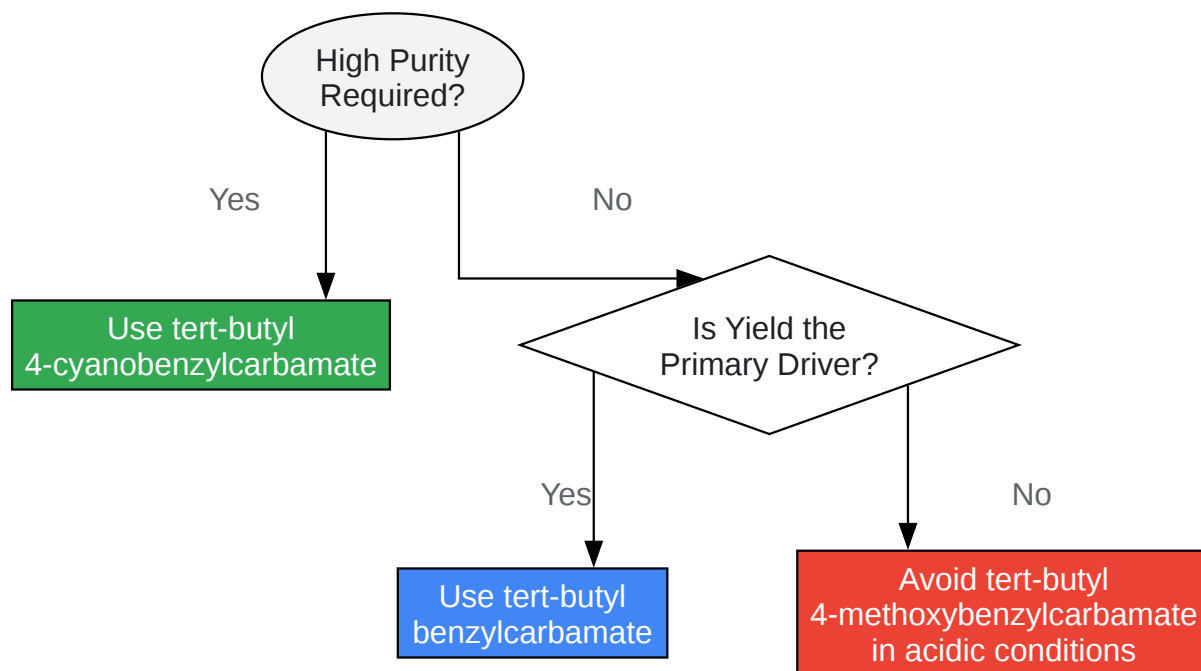 High Purity
Required?
Yes
No
Use tert-butyl
4-cyanobenzylcarbamate
Is Yield the
Primary Driver?
Yes
No
Use tert-butyl
benzylcarbamate
Avoid tert-butyl
4-methoxybenzylcarbamate
in acidic conditions